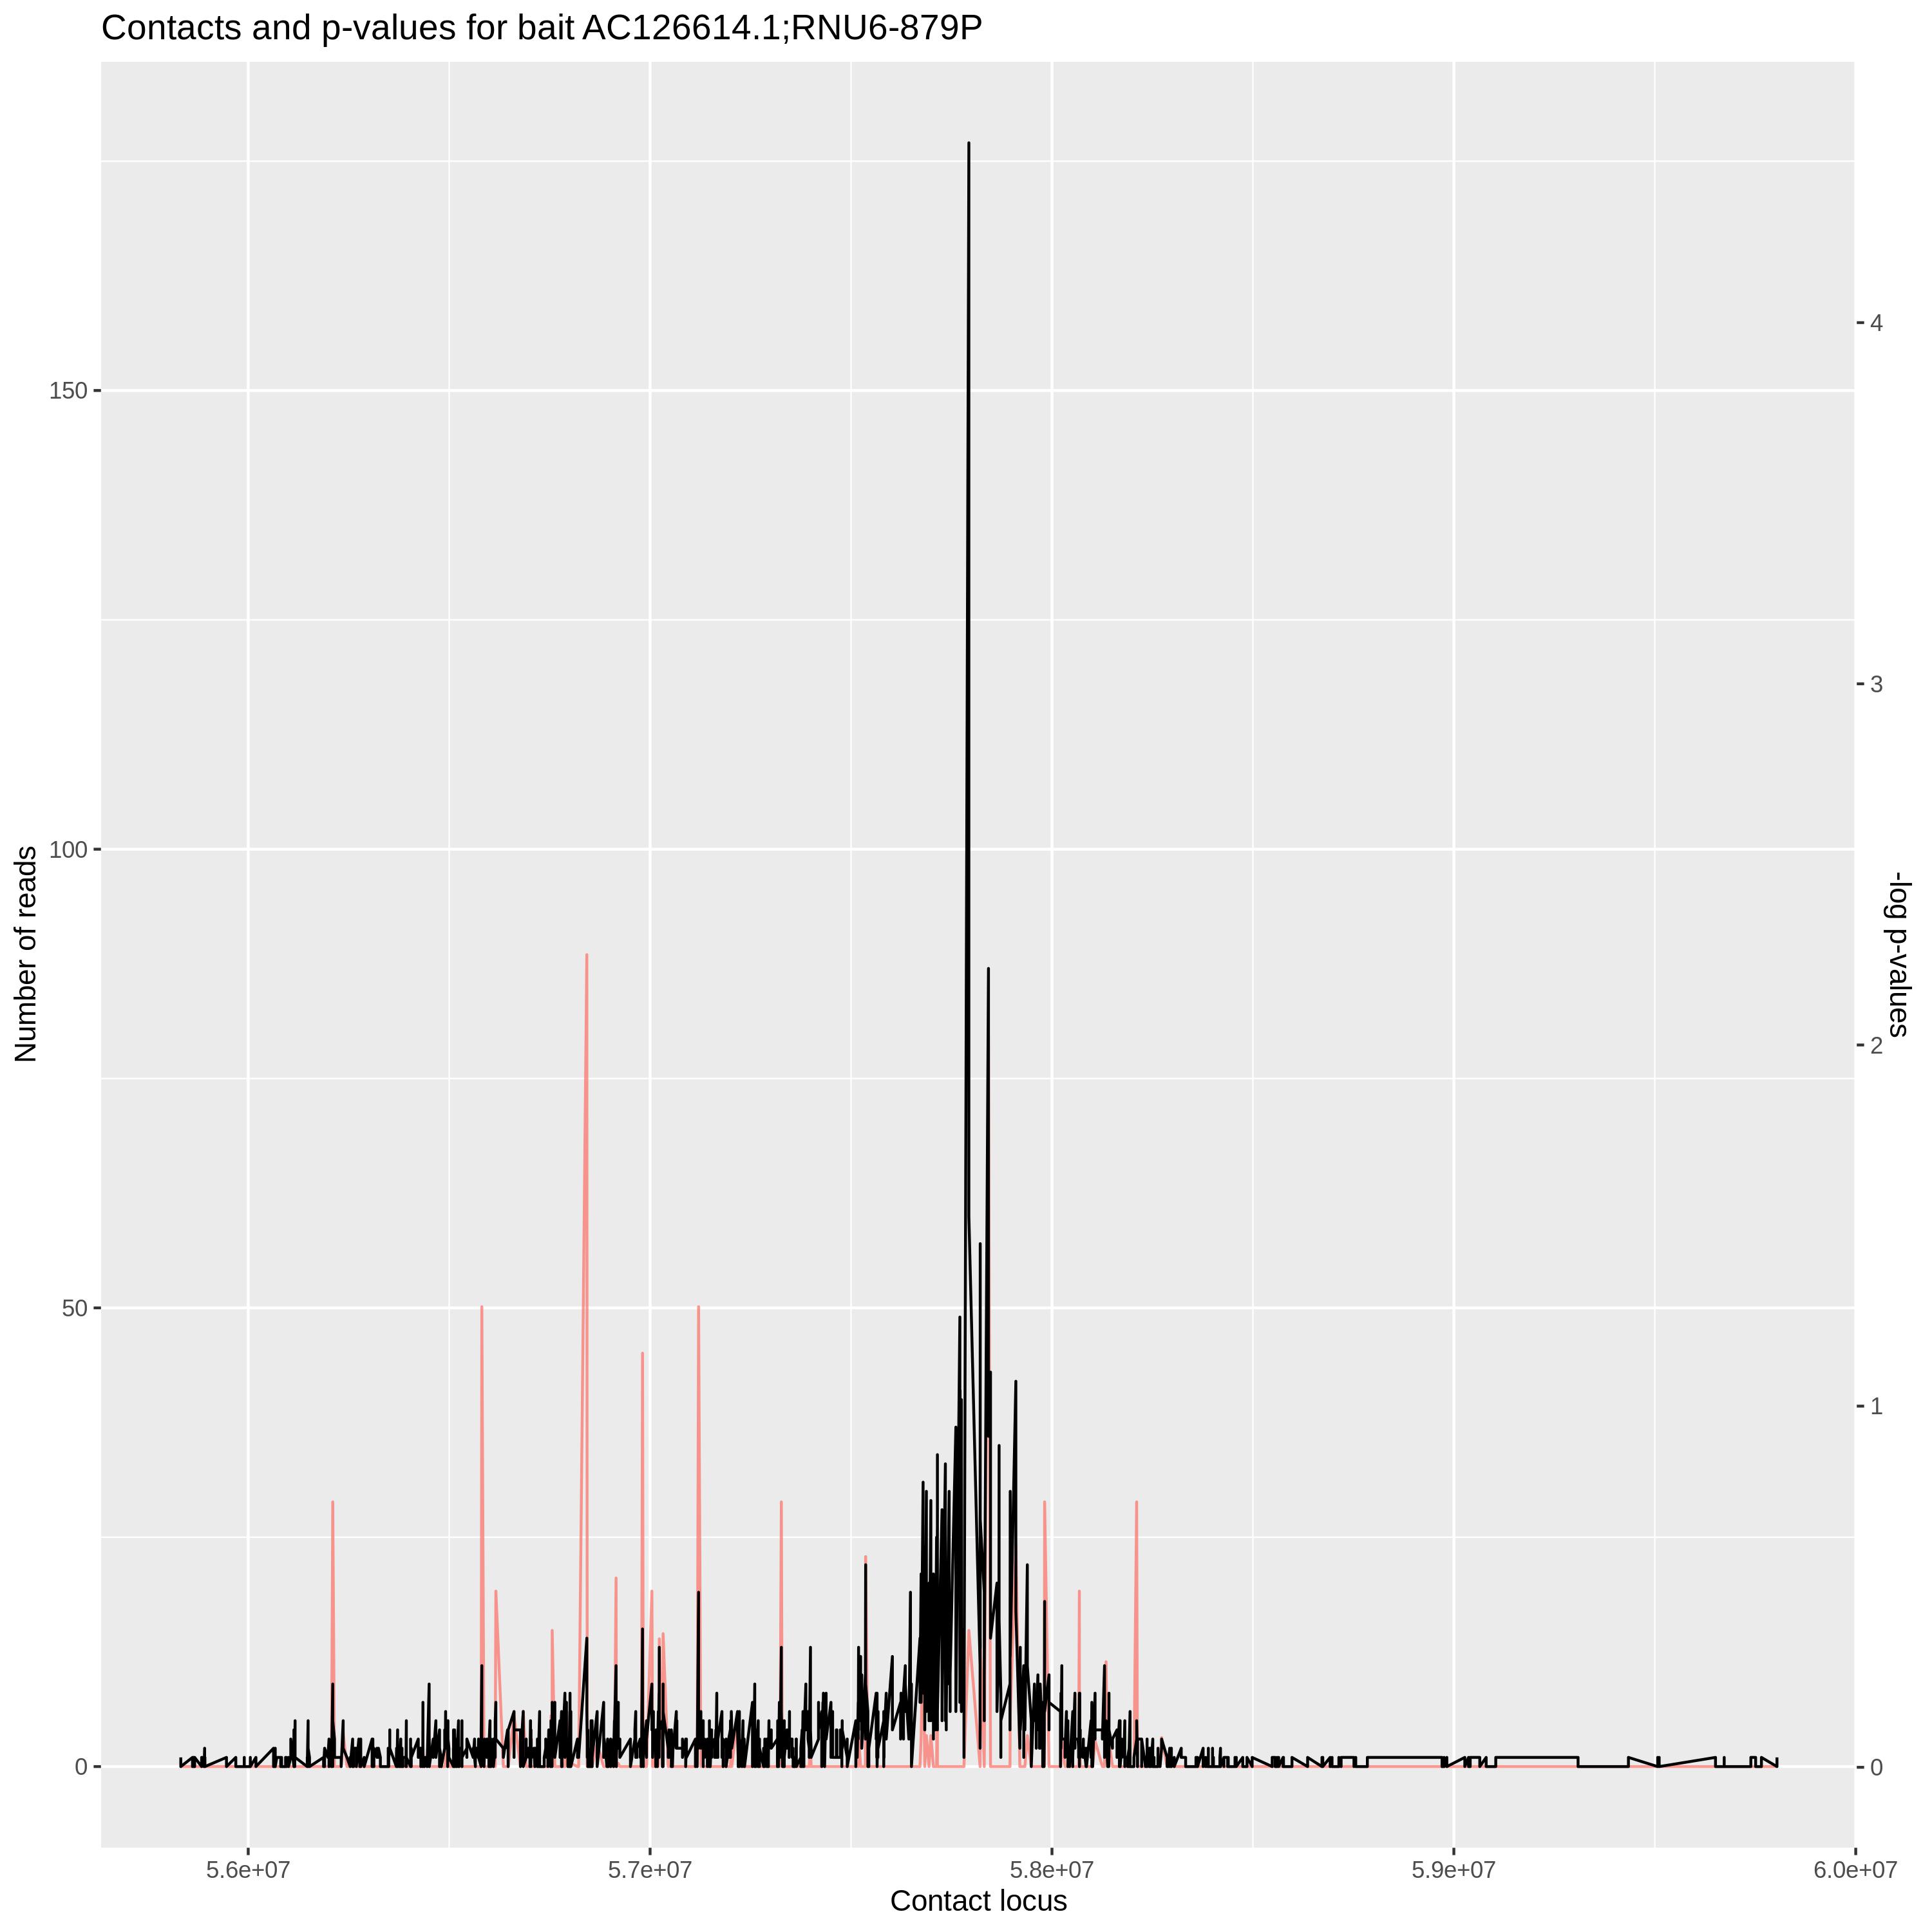 Contacts and p-values for bait AC126614.1;RNU6-879P
Number of reads
150
100
50
0
4
3
2
1
0
-log p-values
5.6e+07 5.7e+07 5.8e+07 5.9e+07 6.0e+07
Contact locus